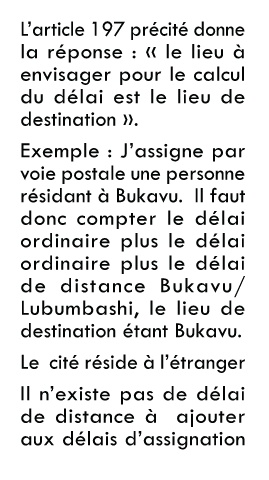 L'article 197 précité donne
la réponse : « le lieu à
envisager pour le calcul
du délai est le lieu de
destination ».
Exemple : J'assigne par
voie postale une personne
résidant à Bukavu. Il faut
donc compter le délai
ordinaire plus le délai
ordinaire plus le délai
de distance Bukavu/
Lubumbashi, le lieu de
destination étant Bukavu.
Le cité réside à l'étranger
Il n'existe pas de délai
de distance à ajouter
aux délais d'assignation